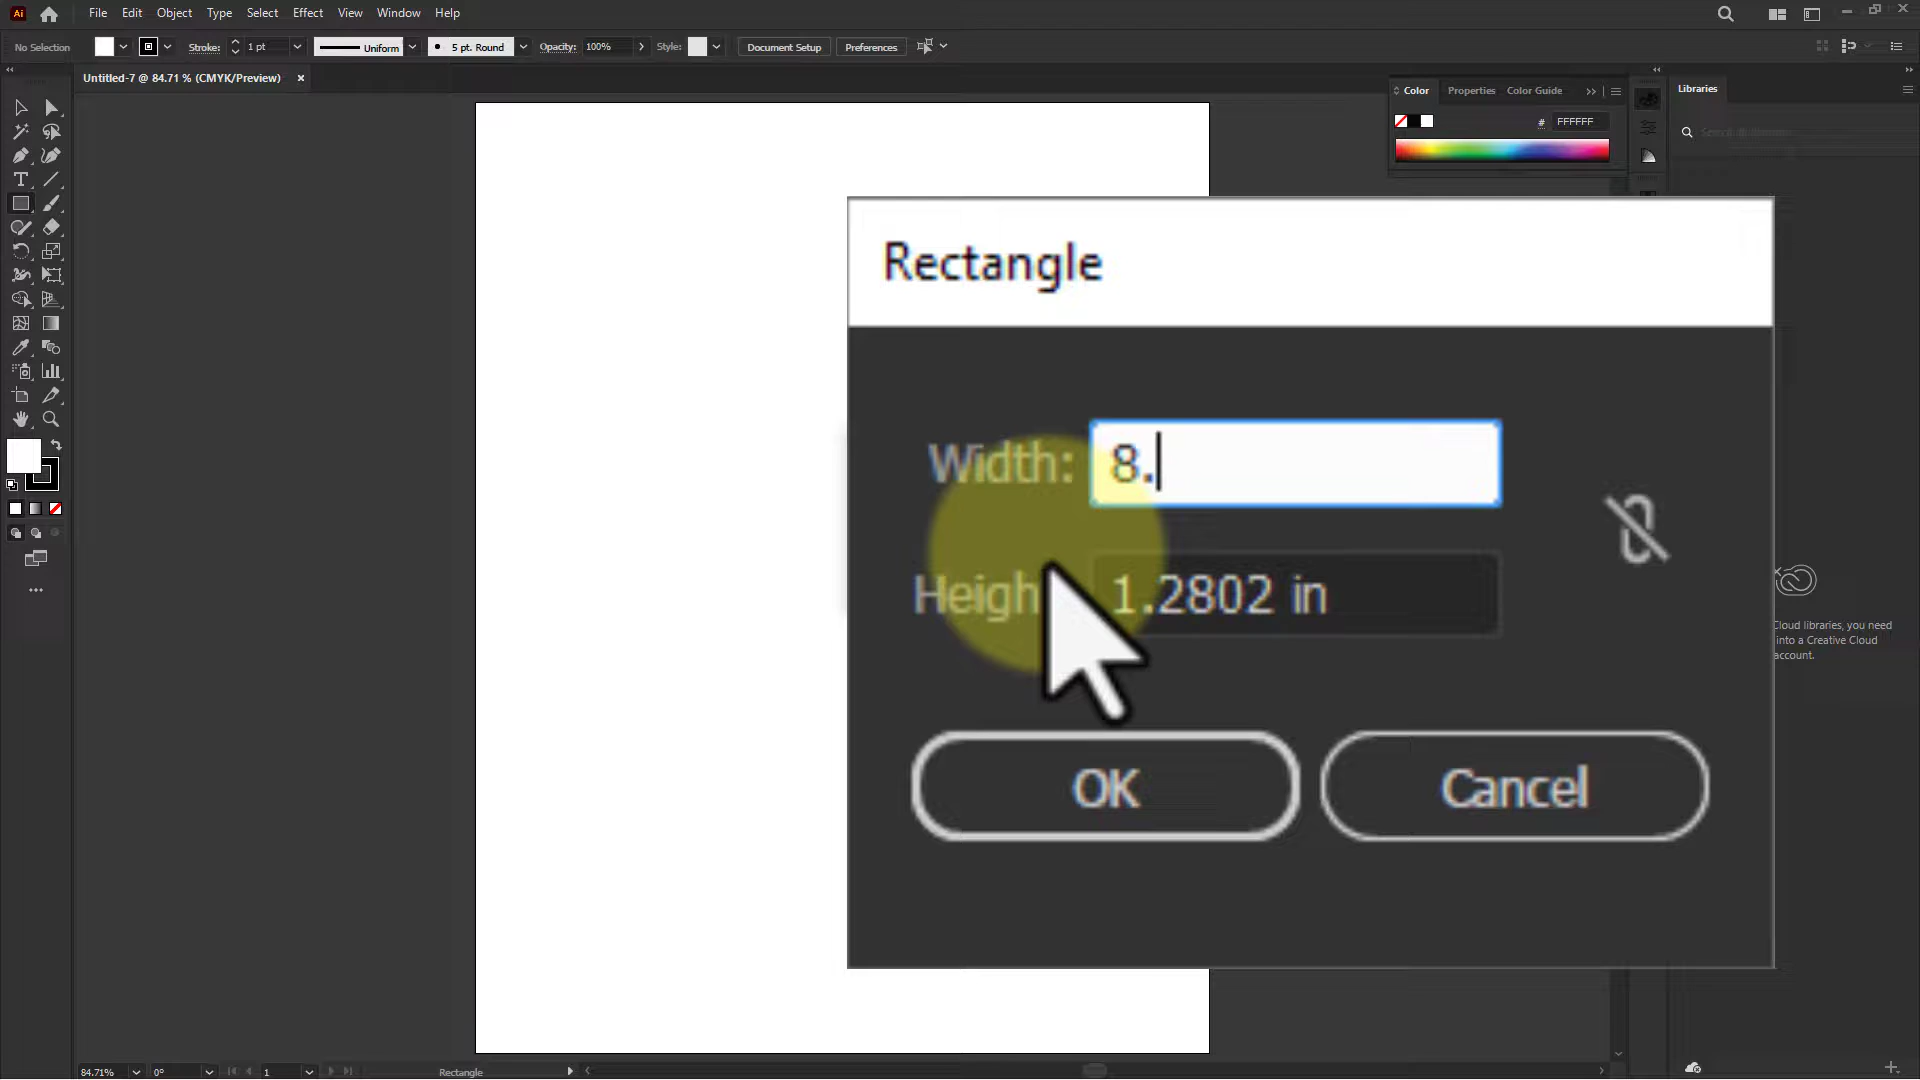 Ai File Edit Object Type Select Effect View Window Help
No Selection Stroke: 1 pt Uniform 5 pt. Round Opacity: 100% Style: Document Setup Preferences
Untitled-7 @ 84.71 % (CMYK/Preview) ×
Color Properties Color Guide
# FFFFFF
Libraries
Rectangle
Width: 8.
Heigh 1.2802 in
OK Cancel
Cloud libraries, you need
into a Creative Cloud
account.
84.71% 0° 1 Rectangle